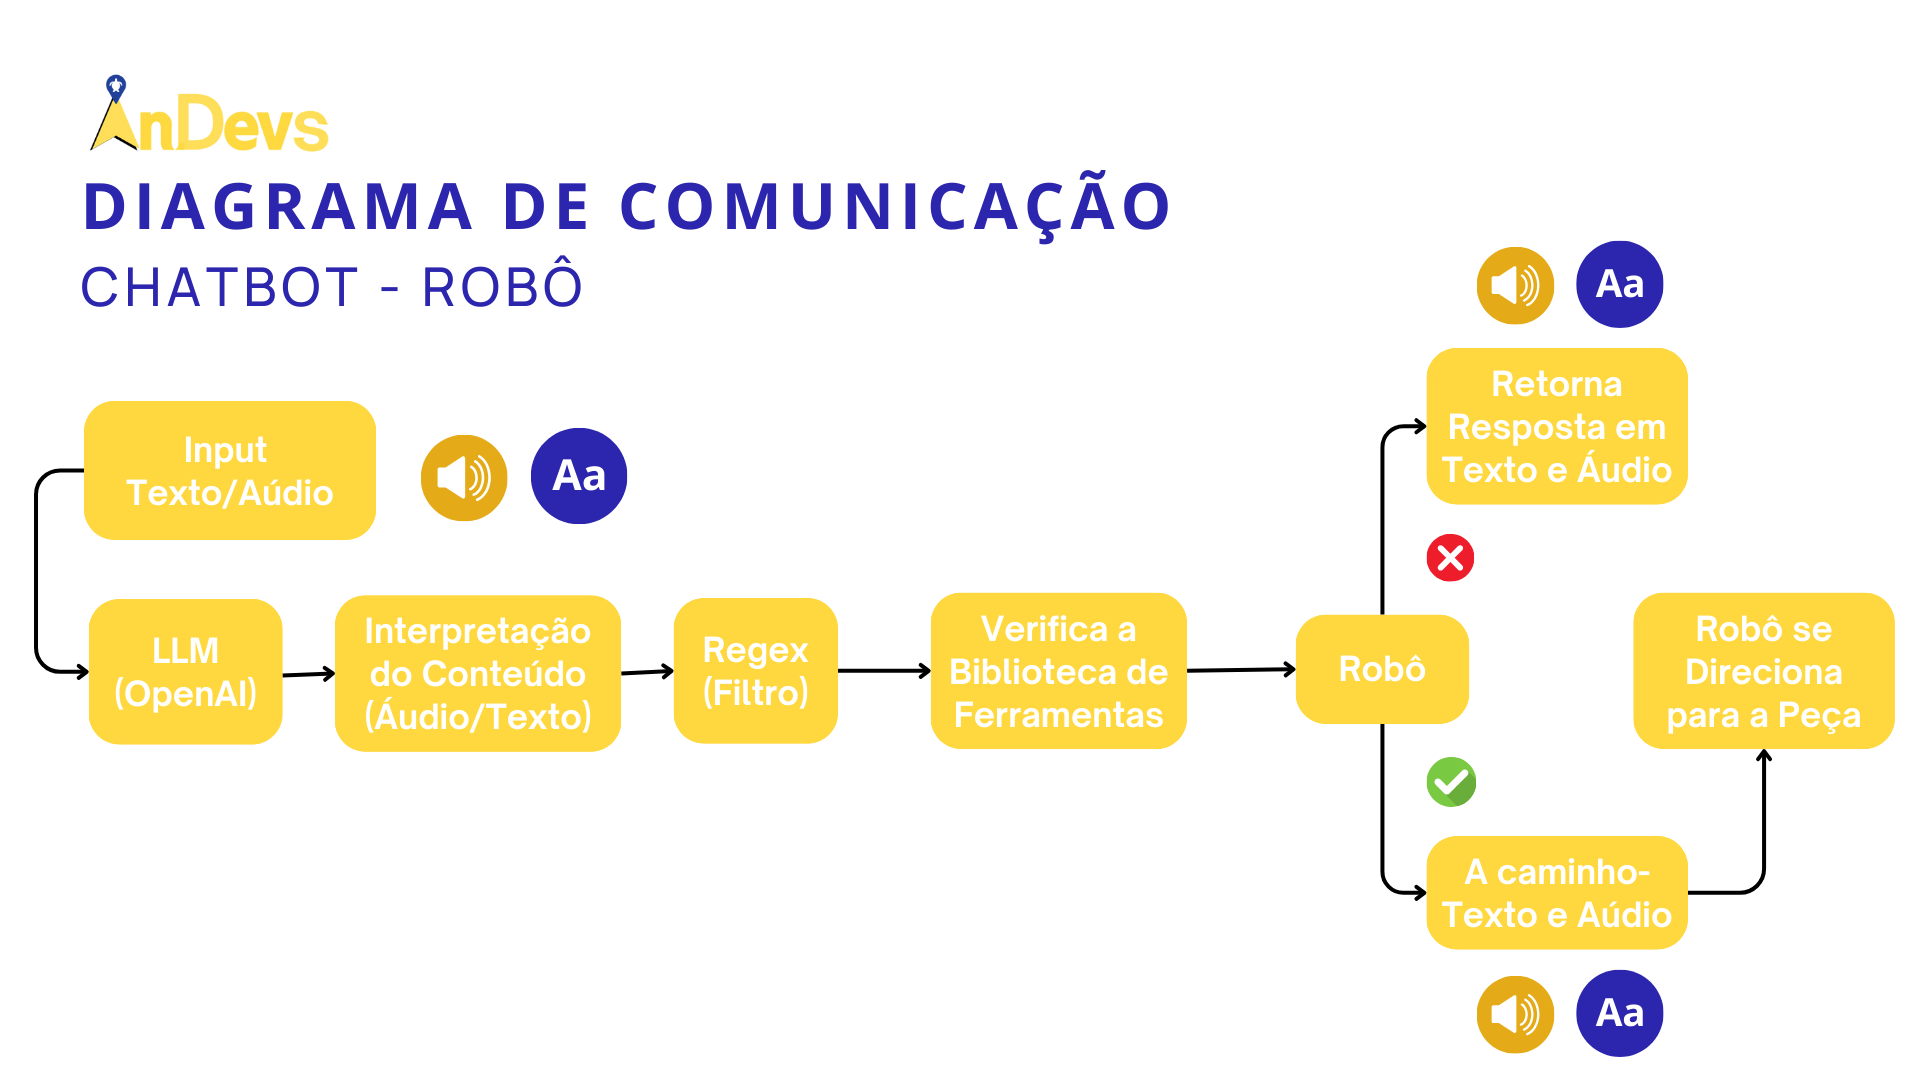 AnDevs
DIAGRAMA DE COMUNICAÇÃO
CHATBOT - ROBÔ
Input
Texto/Aúdio
Aa
LLM
(OpenAI)
Interpretação
do Conteúdo
(Áudio/Texto)
Regex
(Filtro)
Verifica a
Biblioteca de
Ferramentas
Robô
Aa
Retorna
Resposta em
Texto e Áudio
A caminho-
Texto e Aúdio
Aa
Robô se
Direciona
para a Peça